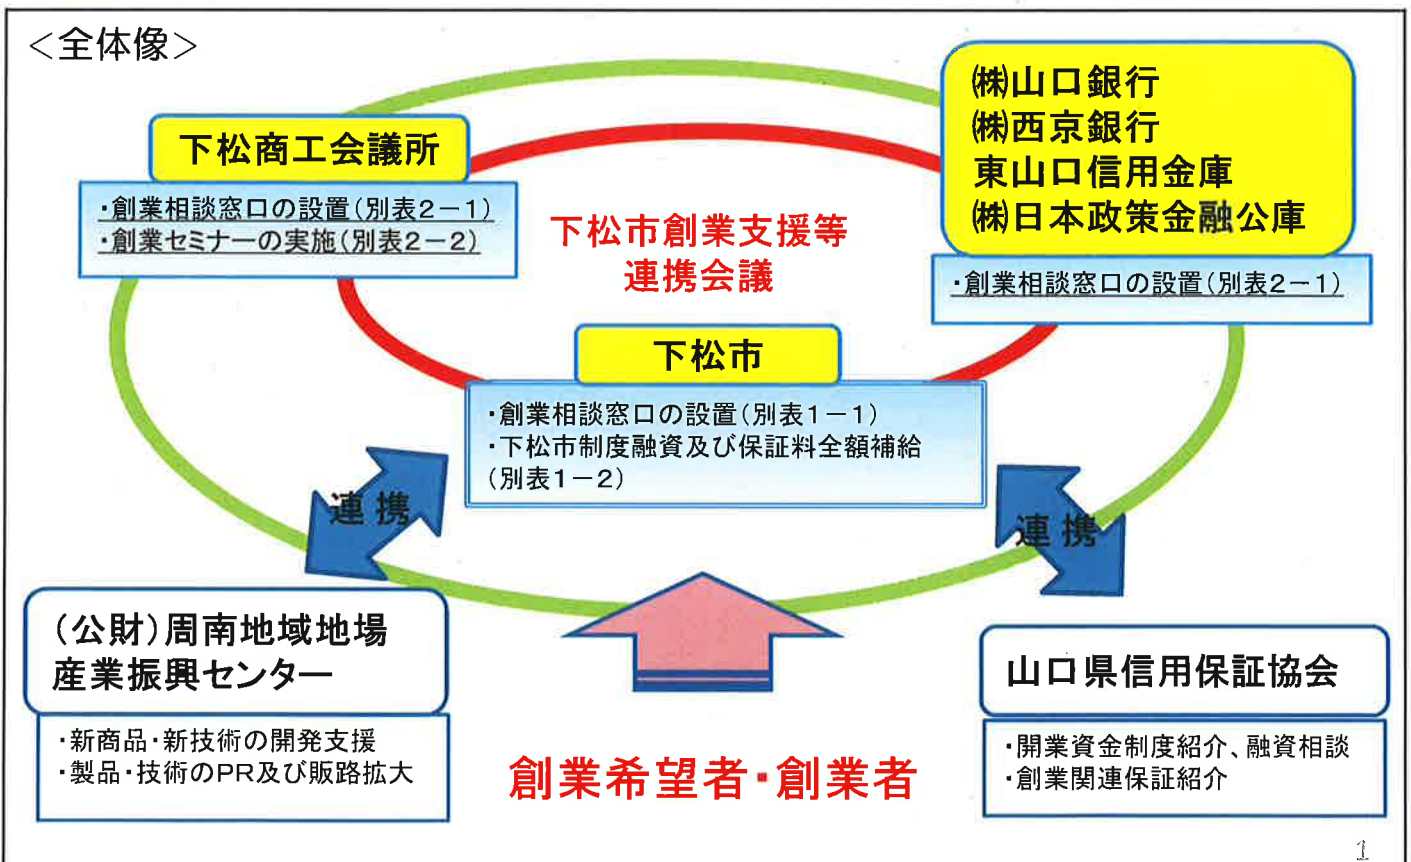 ＜全体像＞
下松商工会議所
・創業相談窓口の設置(別表２－１)
・創業セミナーの実施(別表２－２)
㈱山口銀行
㈱西京銀行
東山口信用金庫
㈱日本政策金融公庫
・創業相談窓口の設置(別表２－１)
下松市創業支援等
連携会議
下松市
・創業相談窓口の設置(別表１－１)
・下松市制度融資及び保証料全額補給
(別表１－２)
連携
連携
(公財)周南地域地場
産業振興センター
・新商品・新技術の開発支援
・製品・技術のPR及び販路拡大
山口県信用保証協会
・開業資金制度紹介、融資相談
・創業関連保証紹介
創業希望者・創業者
1